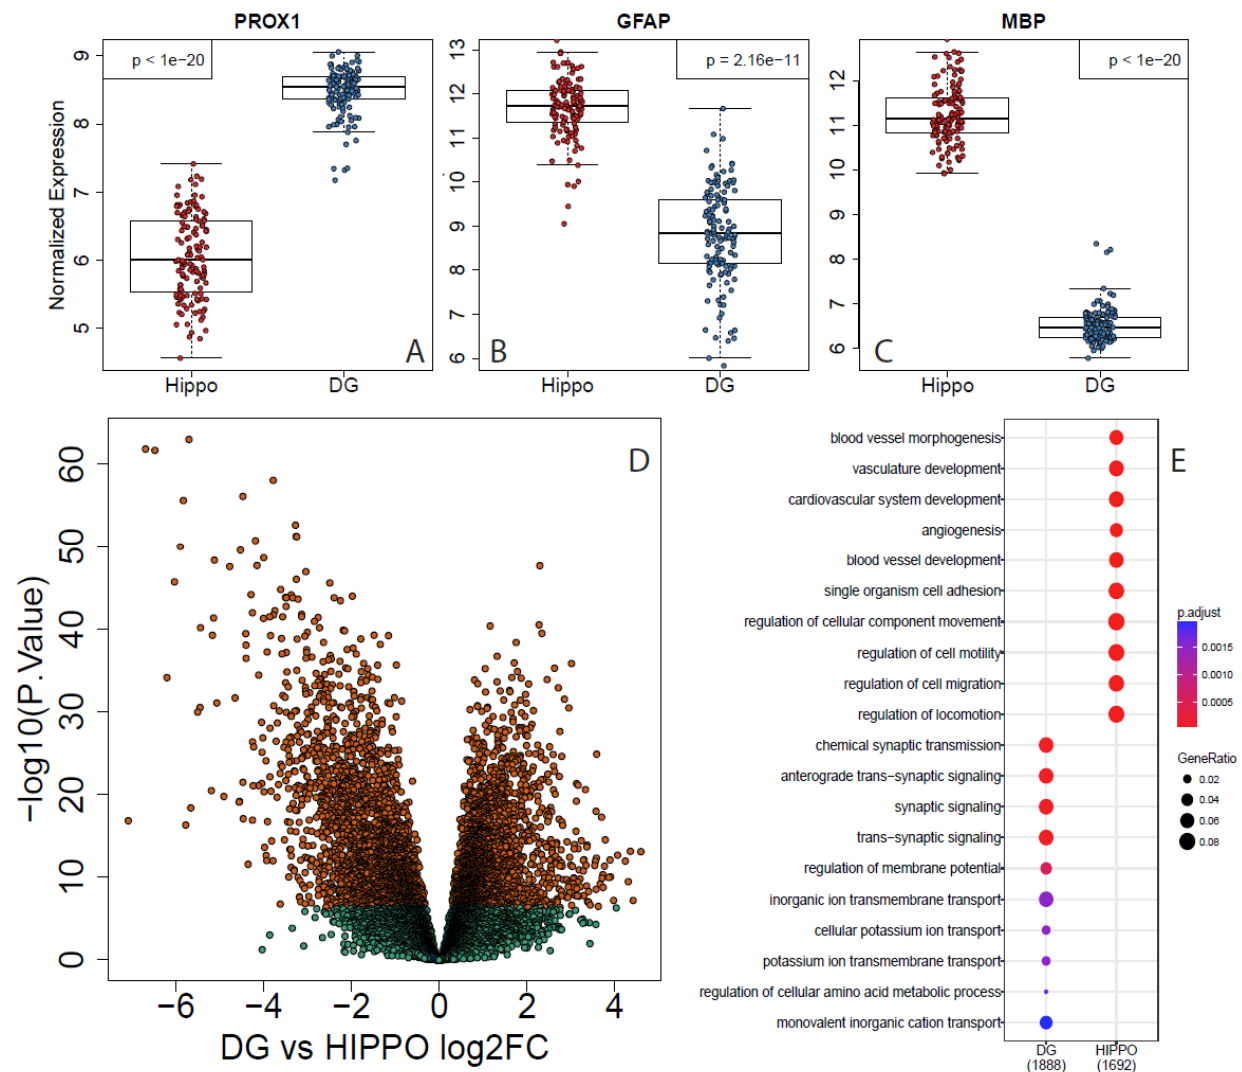 PROX1
GFAP
MBP
Normalized Expression
9
8
7
6
5
p < 1e−20
A
Hippo
DG
13
12
11
10
9
8
7
6
p = 2.16e−11
B
Hippo
DG
12
11
10
9
8
7
6
p < 1e−20
C
Hippo
DG
−log10(P.Value)
60
50
40
30
20
10
0
D
−6
−4
−2
0
2
4
DG vs HIPPO log2FC
E
blood vessel morphogenesis
vasculature development
cardiovascular system development
angiogenesis
blood vessel development
single organism cell adhesion
regulation of cellular component movement
regulation of cell motility
regulation of cell migration
regulation of locomotion
chemical synaptic transmission
anterograde trans−synaptic signaling
synaptic signaling
trans−synaptic signaling
regulation of membrane potential
inorganic ion transmembrane transport
cellular potassium ion transport
potassium ion transmembrane transport
regulation of cellular amino acid metabolic process
monovalent inorganic cation transport
DG
(1888)
HIPPO
(1692)
p.adjust
0.0015
0.0010
0.0005
GeneRatio
0.02
0.04
0.06
0.08